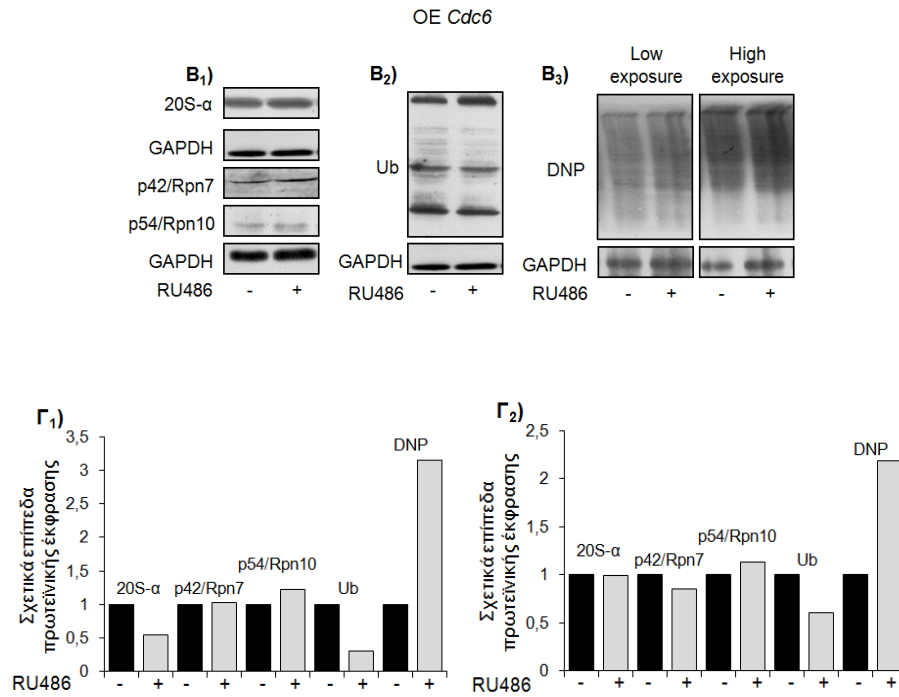 OE Cdc6
B₁)
20S-α
GAPDH
p42/Rpn7
p54/Rpn10
GAPDH
RU486 - +
B₂)
Ub
GAPDH
RU486 - +
B₃)
Low exposure
High exposure
DNP
GAPDH
RU486 - + - +
Γ₁)
Σχετικά επίπεδα
πρωτεϊνικής έκφρασης
3,5
3
2,5
2
1,5
1
0,5
0
20S-α
p42/Rpn7
p54/Rpn10
Ub
DNP
RU486 - + - + - + - + - +
Γ₂)
Σχετικά επίπεδα
πρωτεϊνικής έκφρασης
2,5
2
1,5
1
0,5
0
20S-α
p42/Rpn7
p54/Rpn10
Ub
DNP
RU486 - + - + - + - + - +